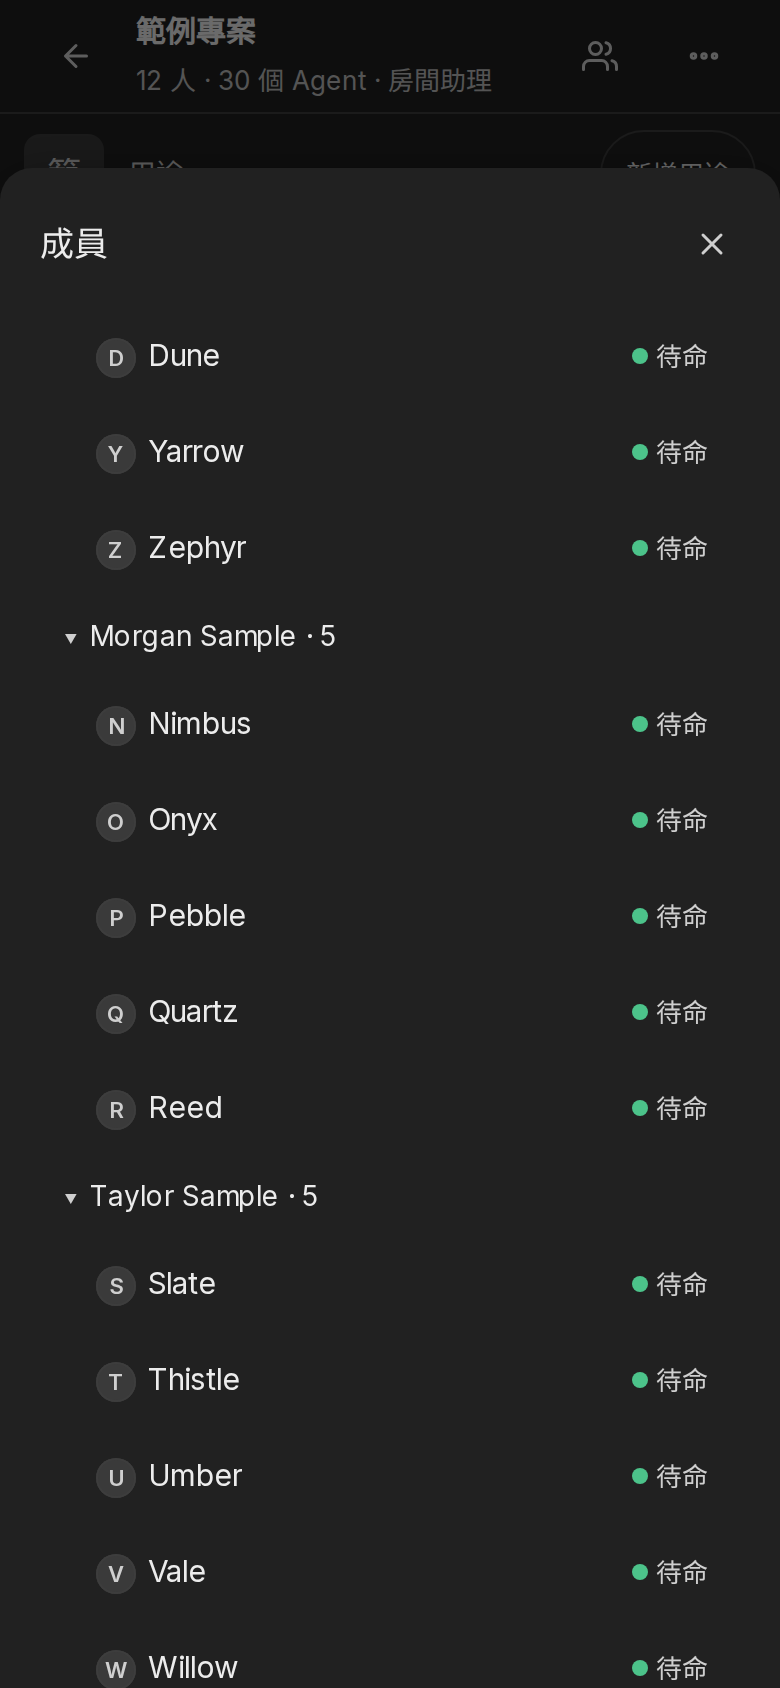 範例專案
12 人 · 30 個 Agent · 房間助理
成員
D Dune 待命
Y Yarrow 待命
Z Zephyr 待命
▾ Morgan Sample · 5
N Nimbus 待命
O Onyx 待命
P Pebble 待命
Q Quartz 待命
R Reed 待命
▾ Taylor Sample · 5
S Slate 待命
T Thistle 待命
U Umber 待命
V Vale 待命
W Willow 待命